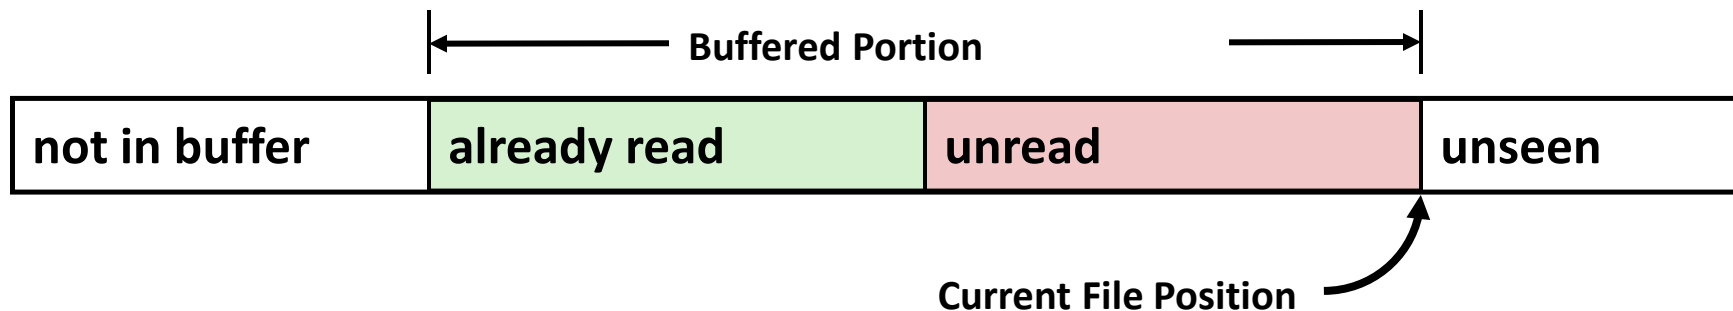 Buffered Portion
not in buffer
already read
unread
unseen
Current File Position